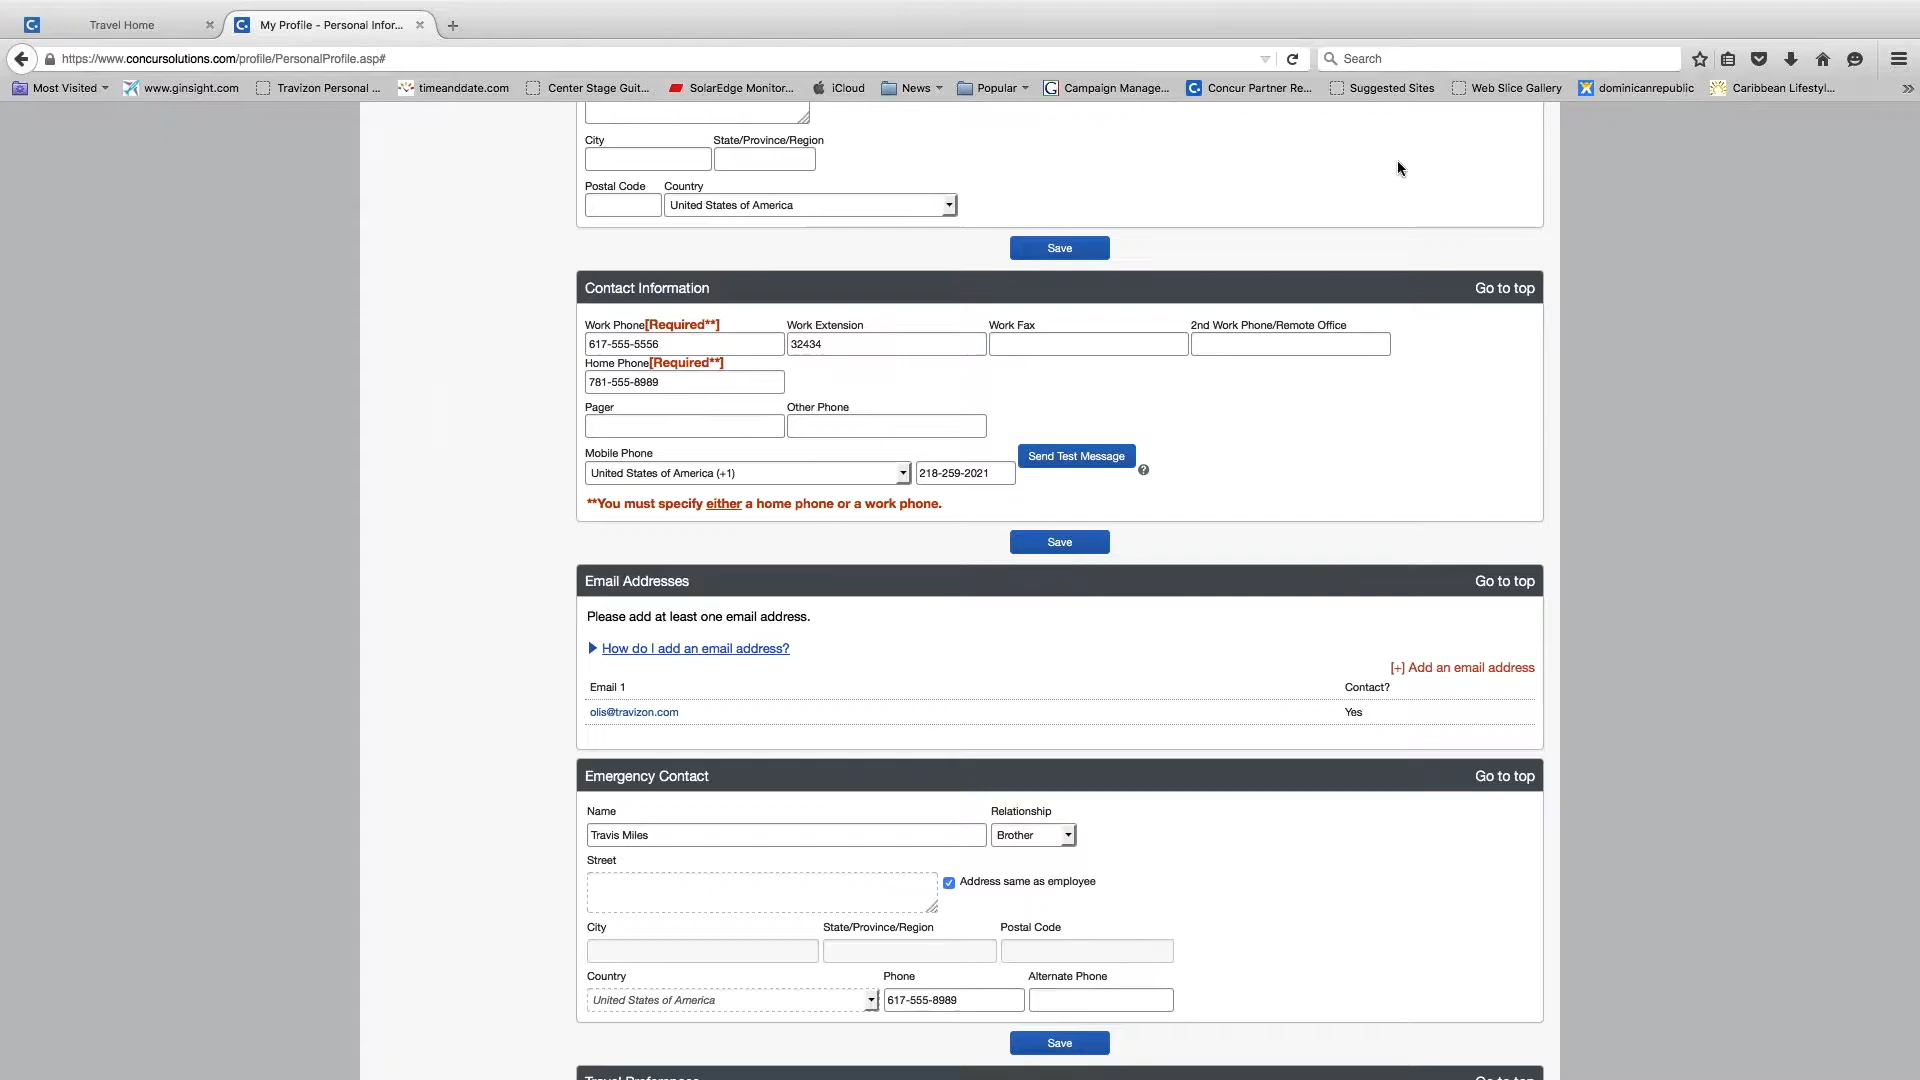 Travel Home
My Profile - Personal Infor...
https://www.concursolutions.com/profile/PersonalProfile.asp#
Search
Most Visited
www.ginsight.com
Travizon Personal ...
timeanddate.com
Center Stage Guit...
SolarEdge Monitor...
iCloud
News
Popular
Campaign Manage...
Concur Partner Re...
Suggested Sites
Web Slice Gallery
dominicanrepublic
Caribbean Lifestyl...
City State/Province/Region
Postal Code Country
United States of America
Save
Contact Information Go to top
Work Phone[Required**] Work Extension Work Fax 2nd Work Phone/Remote Office
617-555-5556 32434
Home Phone[Required**]
781-555-8989
Pager Other Phone
Mobile Phone
Send Test Message
United States of America (+1) 218-259-2021
**You must specify either a home phone or a work phone.
Save
Email Addresses Go to top
Please add at least one email address.
How do I add an email address?
[+] Add an email address
Email 1 Contact?
olis@travizon.com Yes
Emergency Contact Go to top
Name Relationship
Travis Miles Brother
Street
Address same as employee
City State/Province/Region Postal Code
Country Phone Alternate Phone
United States of America 617-555-8989
Save
Travel Preferences Go to top